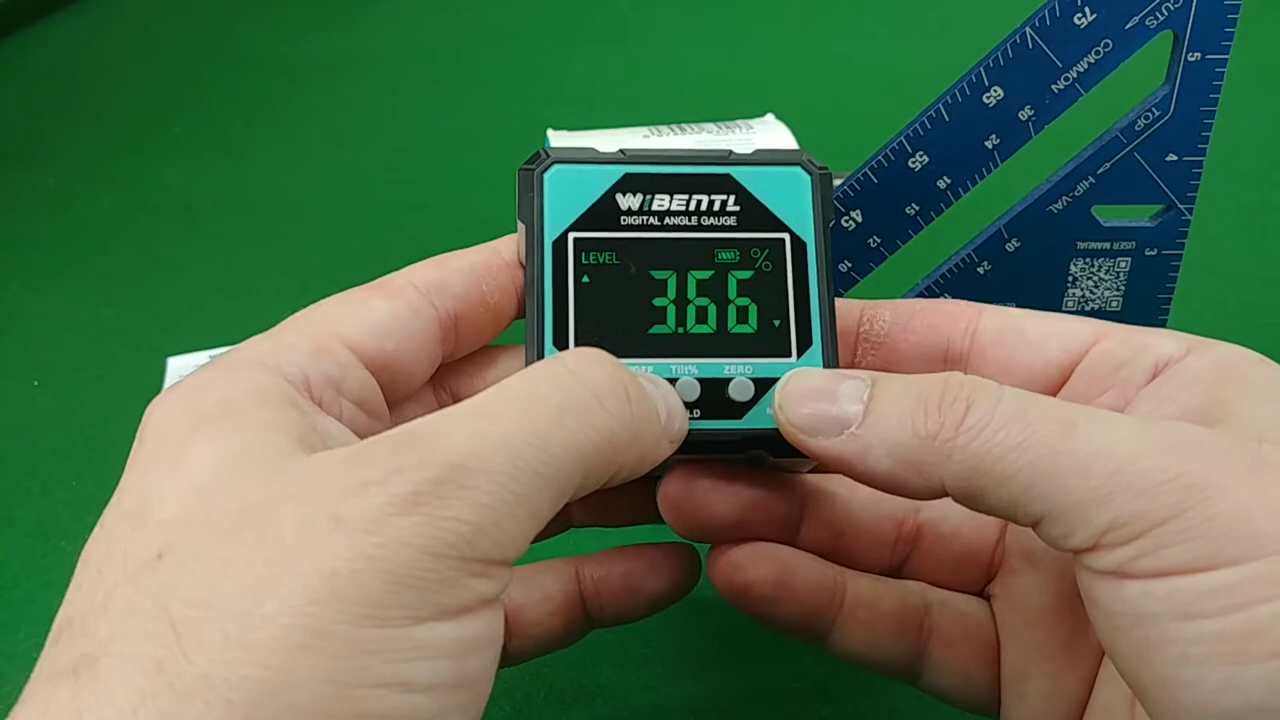 WiBENTL
DIGITAL ANGLE GAUGE
LEVEL
%
3.66
Tilt%
ZERO
75
65
55
45
30
24
18
15
12
10
COMMON
TOP CUTS
HIP-VAL
30
24
USER MANUAL
5
4
3